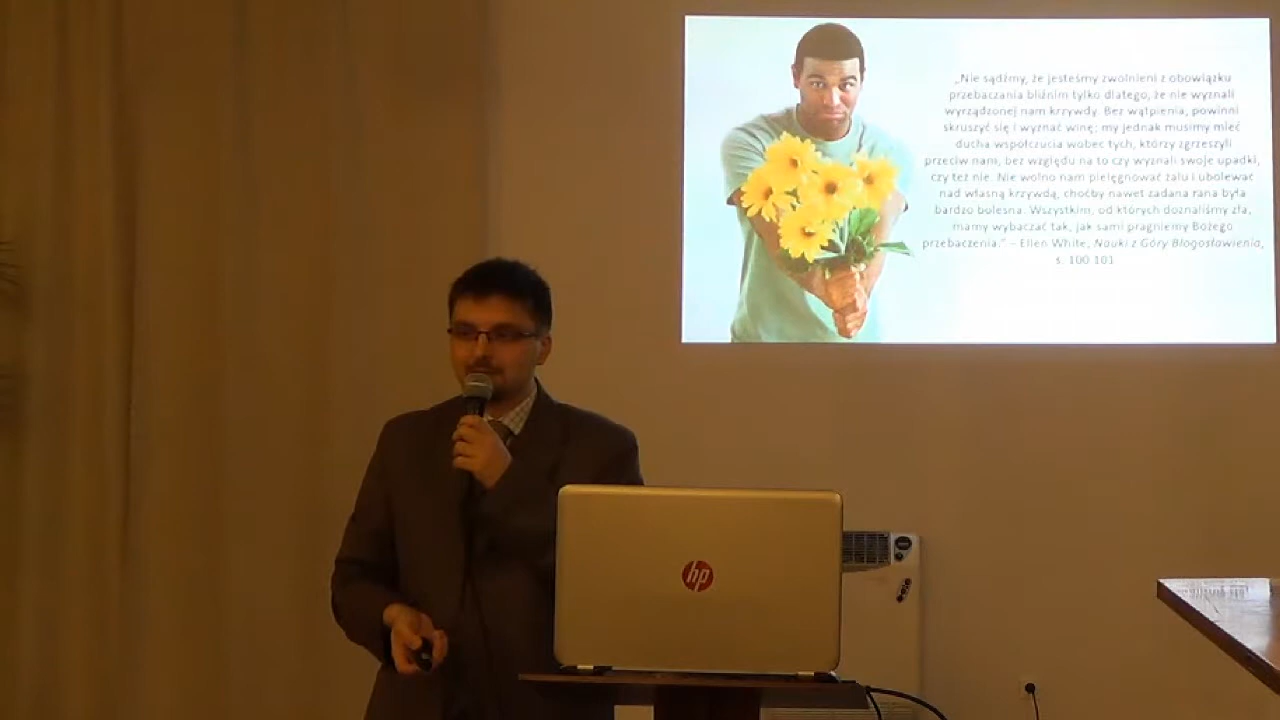 „Nie sądźmy, że jesteśmy zwolnieni z obowiązku
przebaczania bliźnim tylko dlatego, że nie wyznali
wyrządzonej nam krzywdy. Bez wątpienia, powinni
skruszyć się i wyznać winę; my jednak musimy mieć
ducha współczucia wobec tych, którzy zgrzeszyli
przeciw nam, bez względu na to czy wyznali swoje upadki,
czy też nie. Nie wolno nam pielęgnować żalu i ubolewać
nad własną krzywdą, choćby nawet zadana rana była
bardzo bolesna. Wszystkim, od których doznaliśmy zła,
mamy wybaczać tak, jak sami pragniemy Bożego
przebaczenia.” – Ellen White, Nauki z Góry Błogosławienia,
s. 100 101
hp